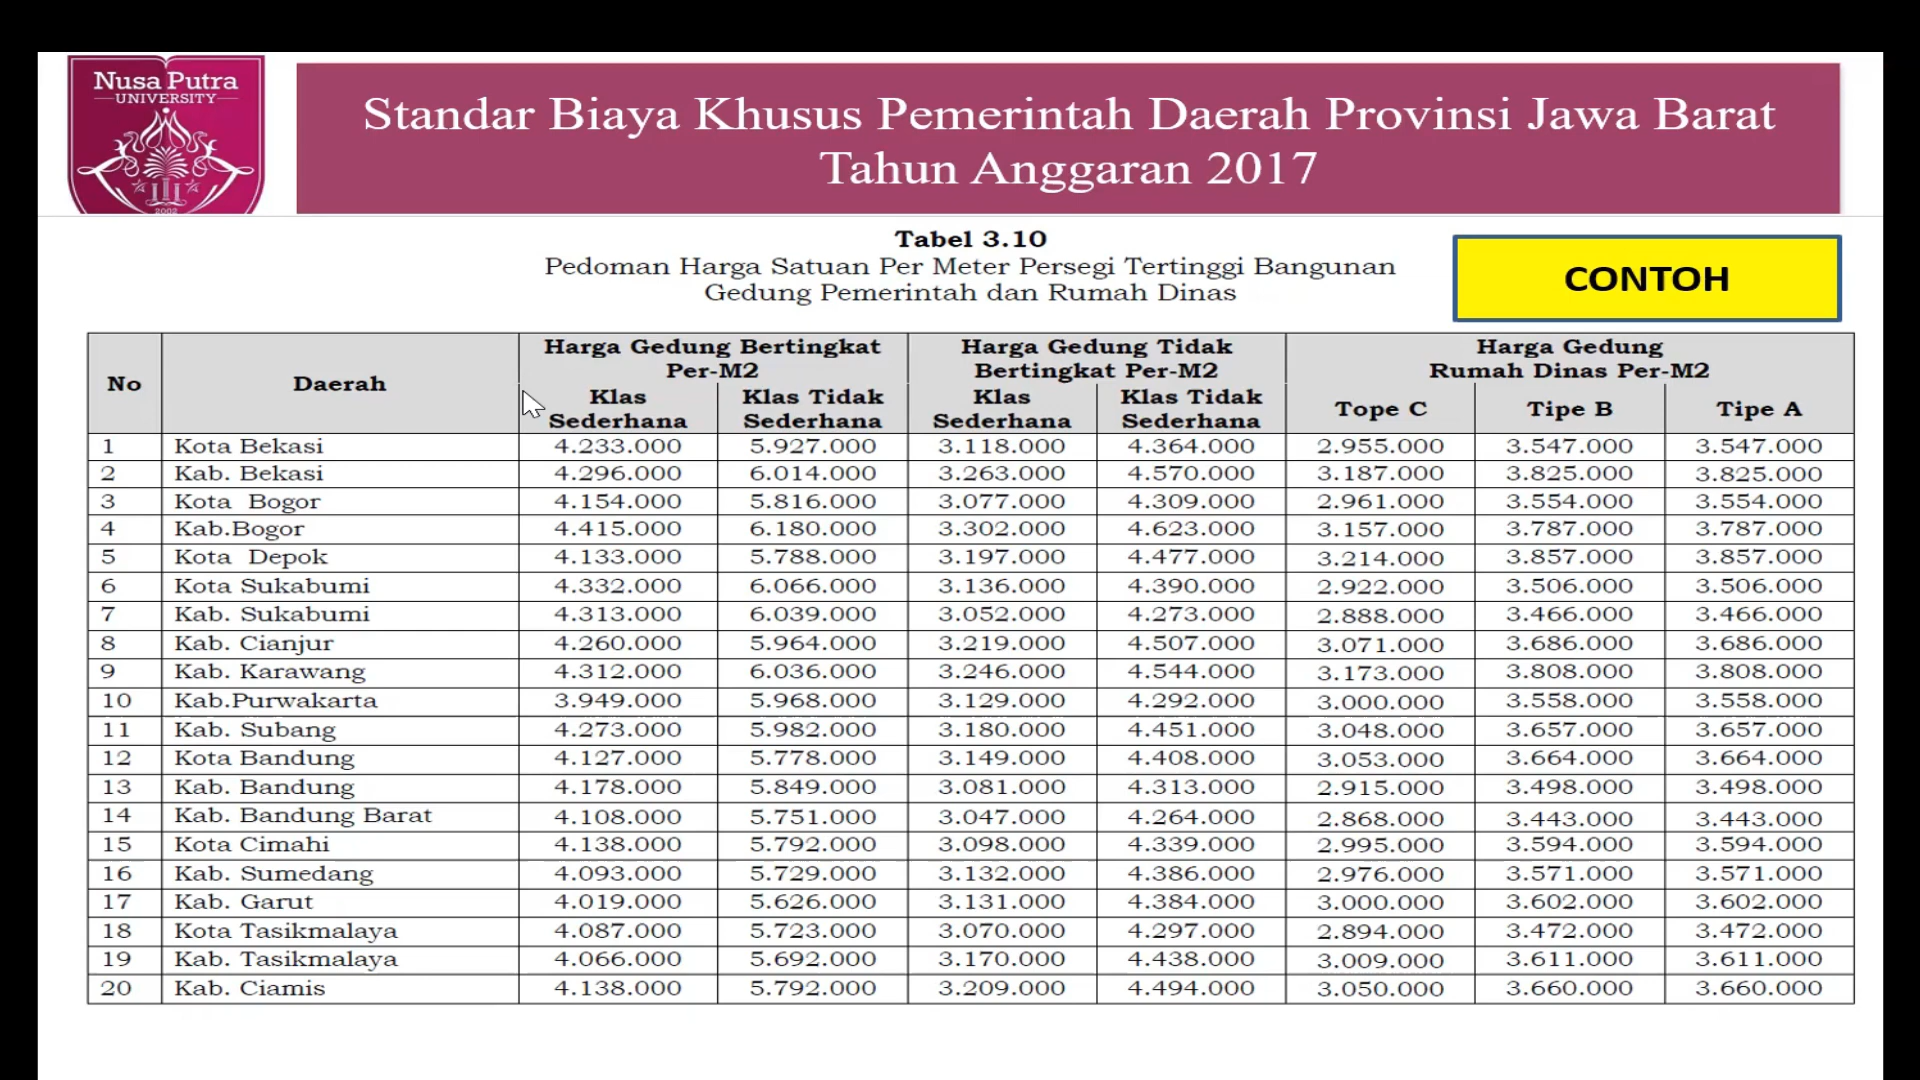 Nusa Putra
UNIVERSITY
2002
Standar Biaya Khusus Pemerintah Daerah Provinsi Jawa Barat
Tahun Anggaran 2017
Tabel 3.10
Pedoman Harga Satuan Per Meter Persegi Tertinggi Bangunan
Gedung Pemerintah dan Rumah Dinas
CONTOH
No Daerah Harga Gedung Bertingkat Per-M2 Harga Gedung Tidak Bertingkat Per-M2 Harga Gedung Rumah Dinas Per-M2
Klas Sederhana Klas Tidak Sederhana Klas Sederhana Klas Tidak Sederhana Tope C Tipe B Tipe A
1 Kota Bekasi 4.233.000 5.927.000 3.118.000 4.364.000 2.955.000 3.547.000 3.547.000
2 Kab. Bekasi 4.296.000 6.014.000 3.263.000 4.570.000 3.187.000 3.825.000 3.825.000
3 Kota Bogor 4.154.000 5.816.000 3.077.000 4.309.000 2.961.000 3.554.000 3.554.000
4 Kab.Bogor 4.415.000 6.180.000 3.302.000 4.623.000 3.157.000 3.787.000 3.787.000
5 Kota Depok 4.133.000 5.788.000 3.197.000 4.477.000 3.214.000 3.857.000 3.857.000
6 Kota Sukabumi 4.332.000 6.066.000 3.136.000 4.390.000 2.922.000 3.506.000 3.506.000
7 Kab. Sukabumi 4.313.000 6.039.000 3.052.000 4.273.000 2.888.000 3.466.000 3.466.000
8 Kab. Cianjur 4.260.000 5.964.000 3.219.000 4.507.000 3.071.000 3.686.000 3.686.000
9 Kab. Karawang 4.312.000 6.036.000 3.246.000 4.544.000 3.173.000 3.808.000 3.808.000
10 Kab.Purwakarta 3.949.000 5.968.000 3.129.000 4.292.000 3.000.000 3.558.000 3.558.000
11 Kab. Subang 4.273.000 5.982.000 3.180.000 4.451.000 3.048.000 3.657.000 3.657.000
12 Kota Bandung 4.127.000 5.778.000 3.149.000 4.408.000 3.053.000 3.664.000 3.664.000
13 Kab. Bandung 4.178.000 5.849.000 3.081.000 4.313.000 2.915.000 3.498.000 3.498.000
14 Kab. Bandung Barat 4.108.000 5.751.000 3.047.000 4.264.000 2.868.000 3.443.000 3.443.000
15 Kota Cimahi 4.138.000 5.792.000 3.098.000 4.339.000 2.995.000 3.594.000 3.594.000
16 Kab. Sumedang 4.093.000 5.729.000 3.132.000 4.386.000 2.976.000 3.571.000 3.571.000
17 Kab. Garut 4.019.000 5.626.000 3.131.000 4.384.000 3.000.000 3.602.000 3.602.000
18 Kota Tasikmalaya 4.087.000 5.723.000 3.070.000 4.297.000 2.894.000 3.472.000 3.472.000
19 Kab. Tasikmalaya 4.066.000 5.692.000 3.170.000 4.438.000 3.009.000 3.611.000 3.611.000
20 Kab. Ciamis 4.138.000 5.792.000 3.209.000 4.494.000 3.050.000 3.660.000 3.660.000